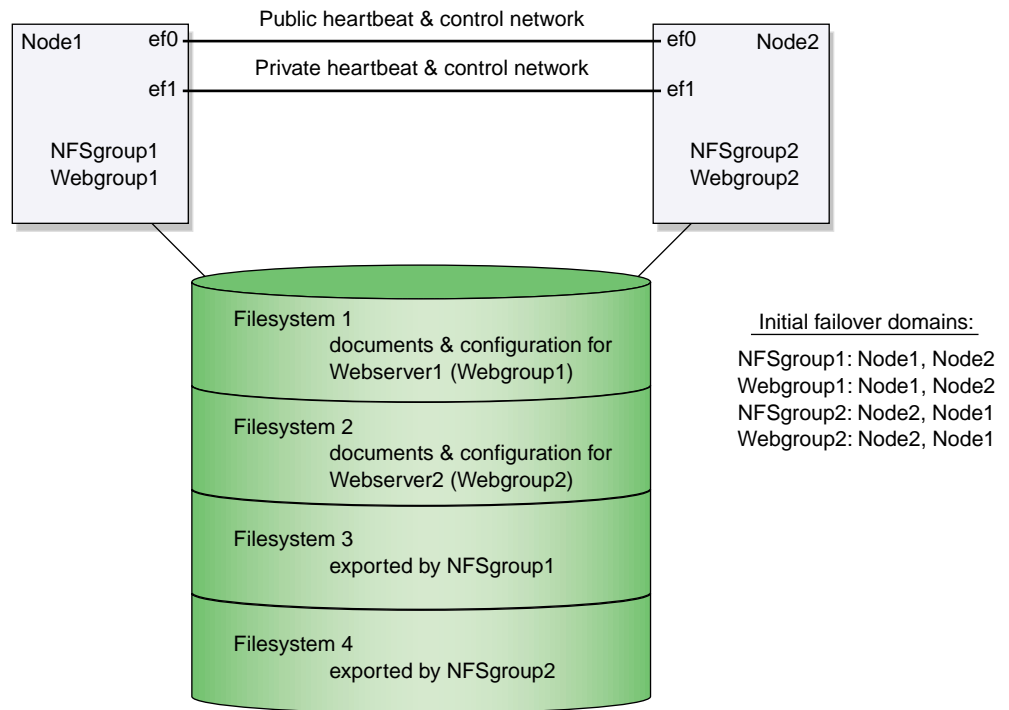 Public heartbeat & control network
Node1
ef0
ef0
Node2
Private heartbeat & control network
ef1
ef1
NFSgroup1
Webgroup1
NFSgroup2
Webgroup2
Filesystem 1
documents & configuration for
Webserver1 (Webgroup1)
Filesystem 2
documents & configuration for
Webserver2 (Webgroup2)
Filesystem 3
exported by NFSgroup1
Filesystem 4
exported by NFSgroup2
Initial failover domains:
NFSgroup1: Node1, Node2
Webgroup1: Node1, Node2
NFSgroup2: Node2, Node1
Webgroup2: Node2, Node1